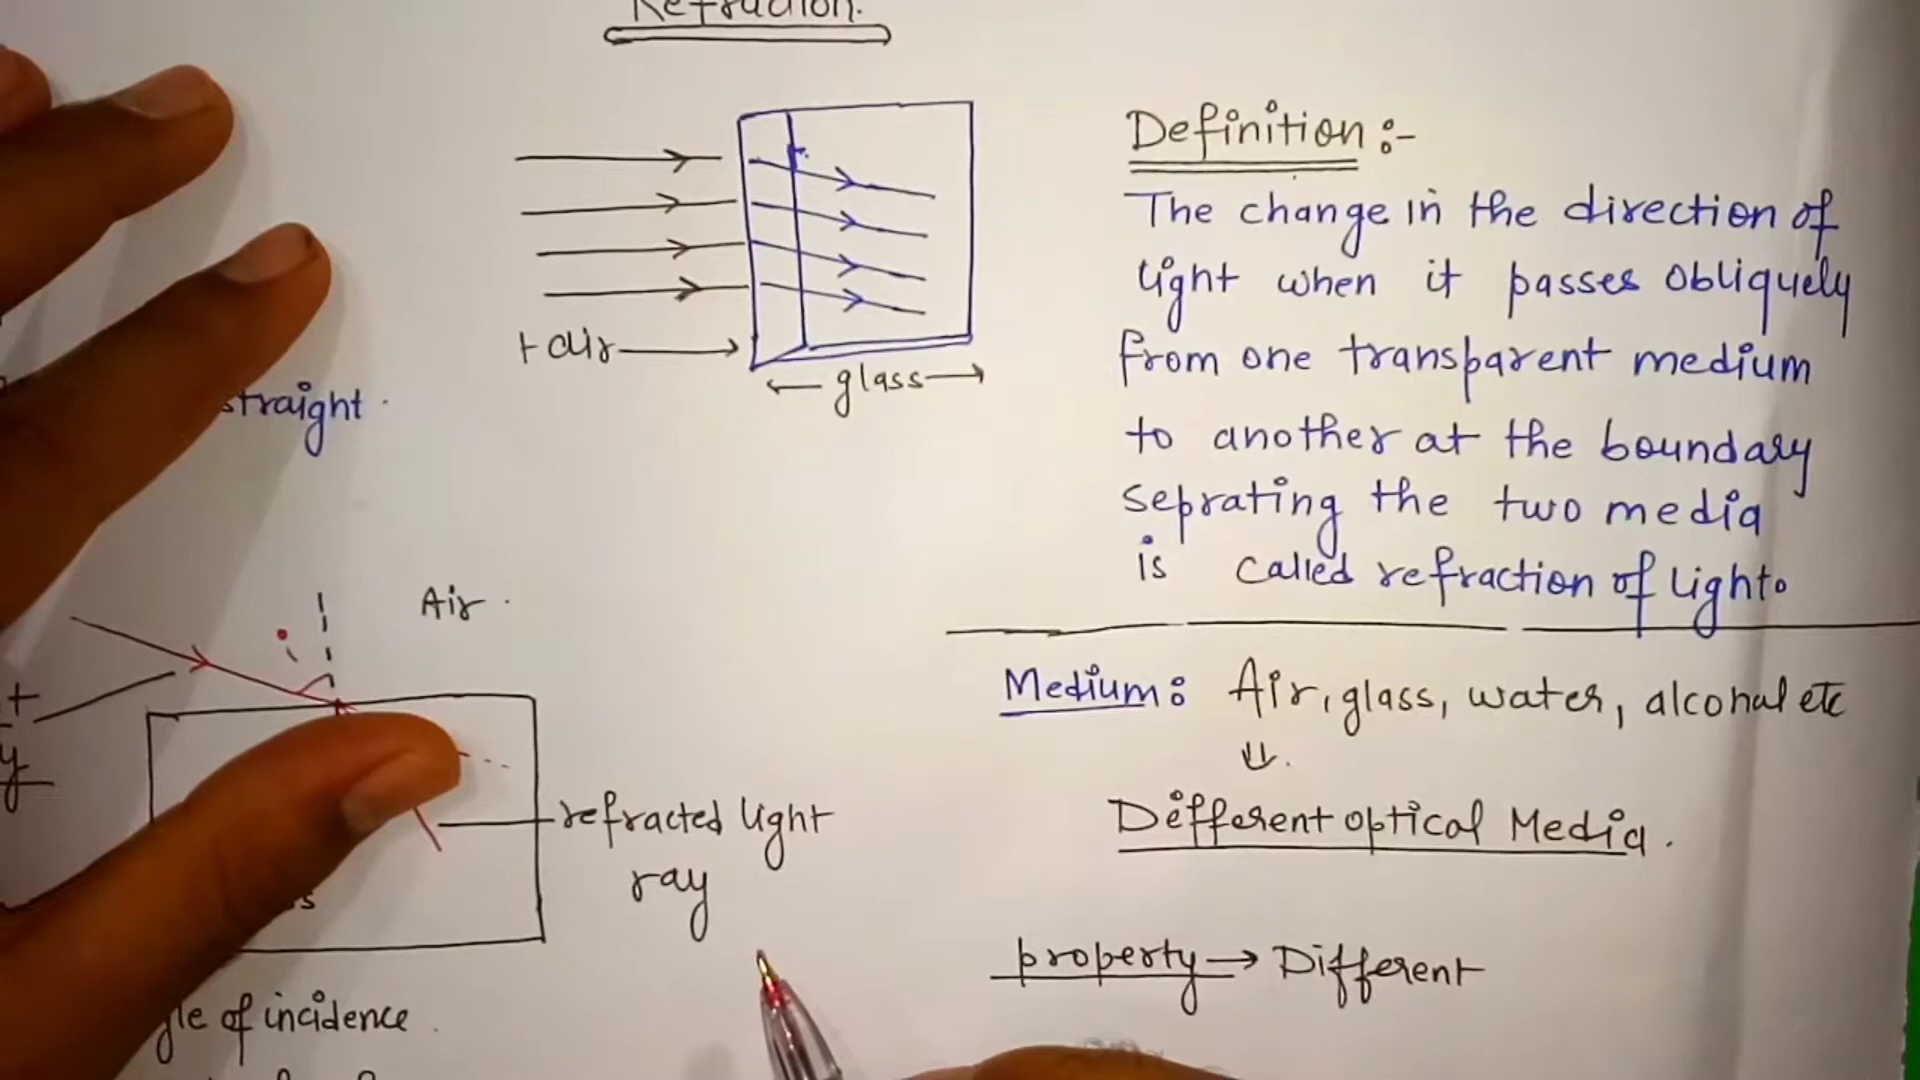 Refraction.
Definition :-
The change in the direction of
light when it passes obliquely
from one transparent medium
to another at the boundary
seprating the two media
is called refraction of light.
air
glass
straight.
Air.
i
refracted light
ray
of incidence.
Medium: Air, glass, water, alcohal etc
Defferent optical Media.
property → Different